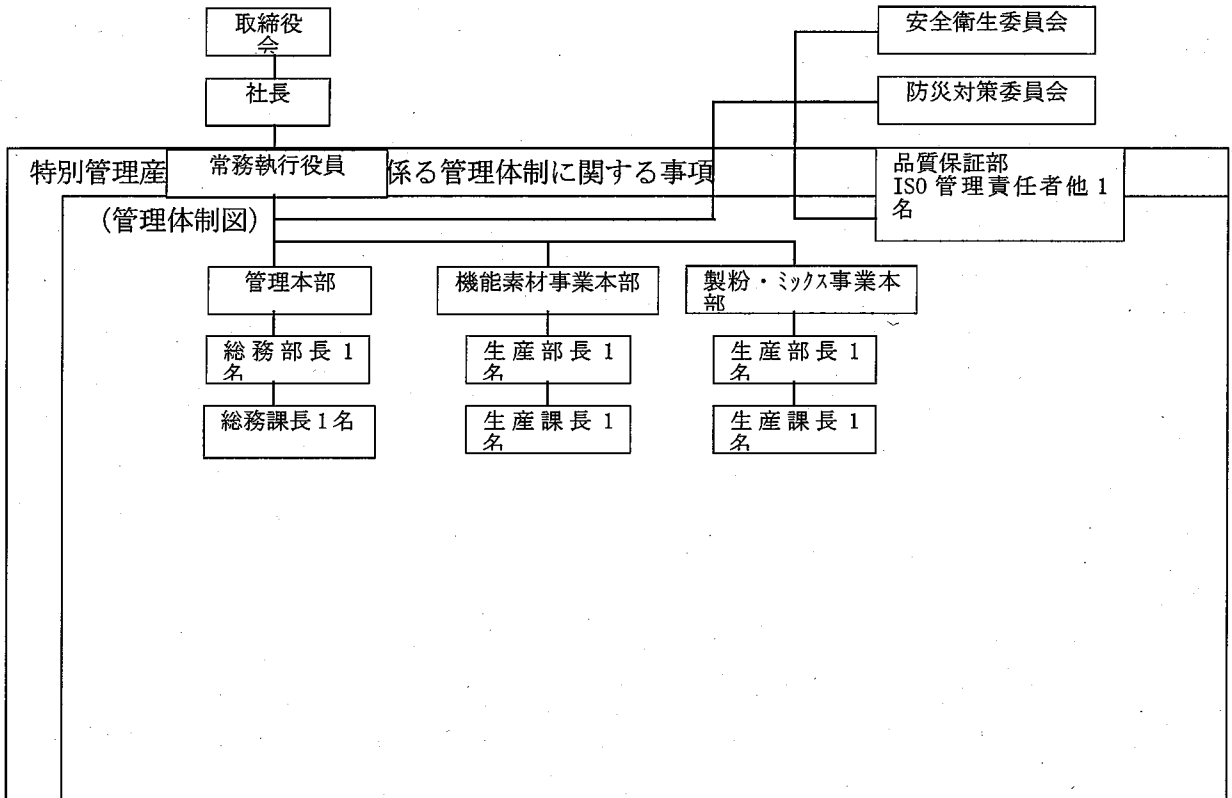 取締役
会
安全衛生委員会
社長
防災対策委員会
特別管理産
常務執行役員
係る管理体制に関する事項
品質保証部
ISO 管理責任者他 1
名
(管理体制図)
管理本部
機能素材事業本部
製粉・ミックス事業本
部
総務部長 1
名
生産部長 1
名
生産部長 1
名
総務課長 1 名
生産課長 1
名
生産課長 1
名